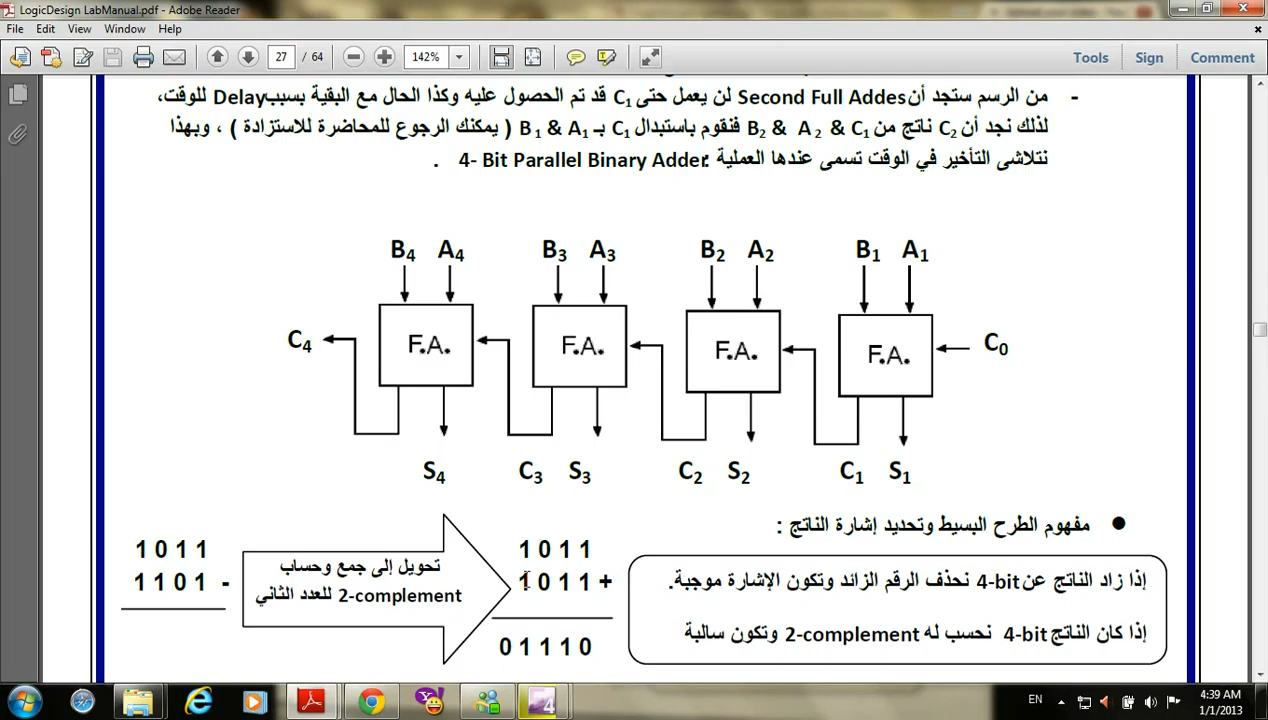 LogicDesign LabManual.pdf - Adobe Reader
File Edit View Window Help
27 / 64 142% Tools Sign Comment
- من الرسم ستجد أن Second Full Addes لن يعمل حتى C1 قد تم الحصول عليه وكذا الحال مع البقية بسبب Delay للوقت،
لذلك نجد أن C2 ناتج من B2 & A2 & C1 فنقوم باستبدال C1 بـ B1 & A1 ( يمكنك الرجوع للمحاضرة للاستزادة ) ، وبهذا
نتلاشى التأخير في الوقت تسمى عندها العملية : 4- Bit Parallel Binary Adder .
B4 A4 B3 A3 B2 A2 B1 A1
C4 F.A. F.A. F.A. F.A. C0
S4 C3 S3 C2 S2 C1 S1
● مفهوم الطرح البسيط وتحديد إشارة الناتج :
1 0 1 1
1 1 0 1 -
تحويل إلى جمع وحساب
2-complement للعدد الثاني
1 0 1 1
1 0 1 1 +
0 1 1 1 0
إذا زاد الناتج عن 4-bit نحذف الرقم الزائد وتكون الإشارة موجبة.
إذا كان الناتج 4-bit نحسب له 2-complement وتكون سالبة
EN 4:39 AM
1/1/2013